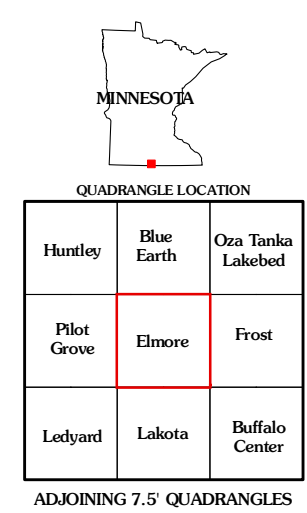 MINNESOTA
QUADRANGLE LOCATION
Huntley
Blue
Earth
Oza Tanka
Lakebed
Pilot
Grove
Elmore
Frost
Ledyard
Lakota
Buffalo
Center
ADJOINING 7.5' QUADRANGLES